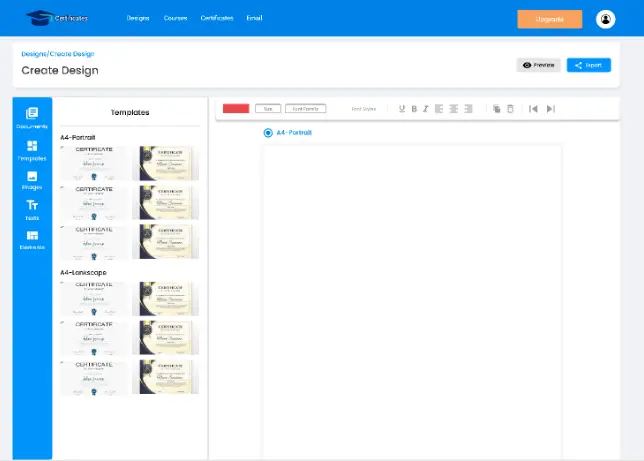 Certificates
Designs Courses Certificates Email
Upgrade
Designs/Create Design
Create Design
Preview
Export
Documents
Templates
Images
Texts
Elements
Templates
A4-Portrait
CERTIFICATE
CERTIFICATE
CERTIFICATE
A4-Lankscape
CERTIFICATE
CERTIFICATE
CERTIFICATE
Size
Font Family
Font Styles
U B I
A4-Portrait